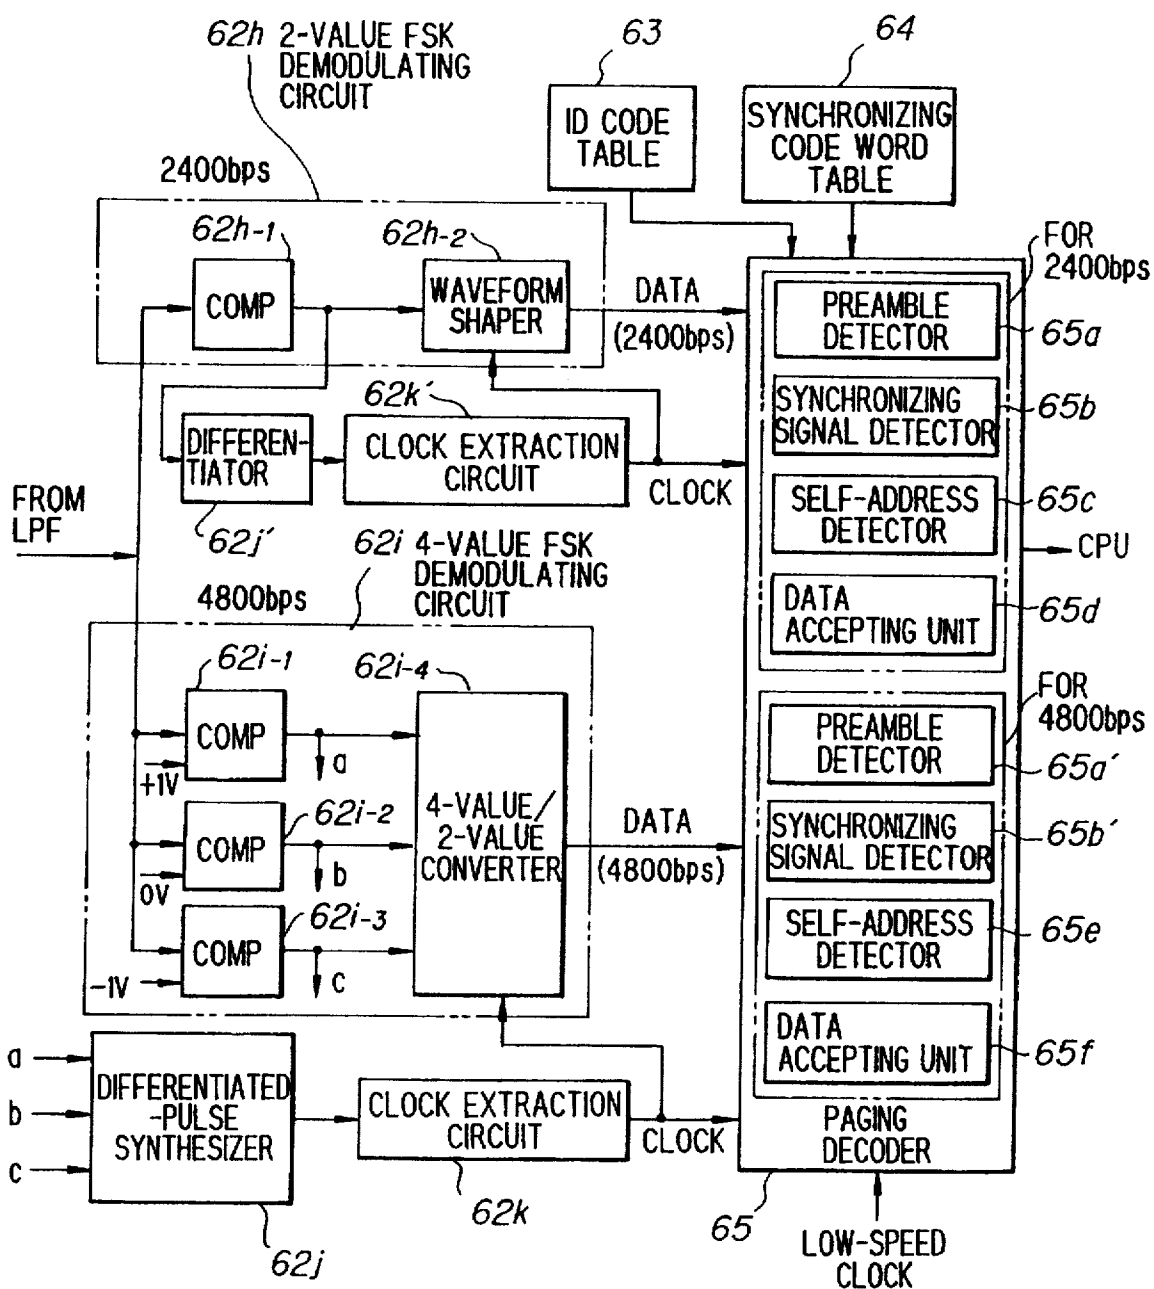 62h 2-VALUE FSK
DEMODULATING
CIRCUIT
63
64
ID CODE
TABLE
SYNCHRONIZING
CODE WORD
TABLE
2400bps
62h-1
62h-2
COMP
WAVEFORM
SHAPER
DATA
(2400bps)
FOR
2400bps
PREAMBLE
DETECTOR
65a
62k'
SYNCHRONIZING
SIGNAL DETECTOR
65b
DIFFEREN-
TIATOR
CLOCK EXTRACTION
CIRCUIT
CLOCK
SELF-ADDRESS
DETECTOR
65c
FROM
LPF
62j'
62i 4-VALUE FSK
DEMODULATING
CIRCUIT
CPU
4800bps
DATA
ACCEPTING UNIT
65d
62i-1
62i-4
FOR
4800bps
COMP
a
+1V
PREAMBLE
DETECTOR
65a'
62i-2
COMP
b
0V
4-VALUE/
2-VALUE
CONVERTER
DATA
(4800bps)
SYNCHRONIZING
SIGNAL DETECTOR
65b'
62i-3
COMP
c
-1V
SELF-ADDRESS
DETECTOR
65e
DATA
ACCEPTING UNIT
65f
a
b
c
DIFFERENTIATED
-PULSE
SYNTHESIZER
CLOCK EXTRACTION
CIRCUIT
CLOCK
PAGING
DECODER
62j
62k
65
LOW-SPEED
CLOCK